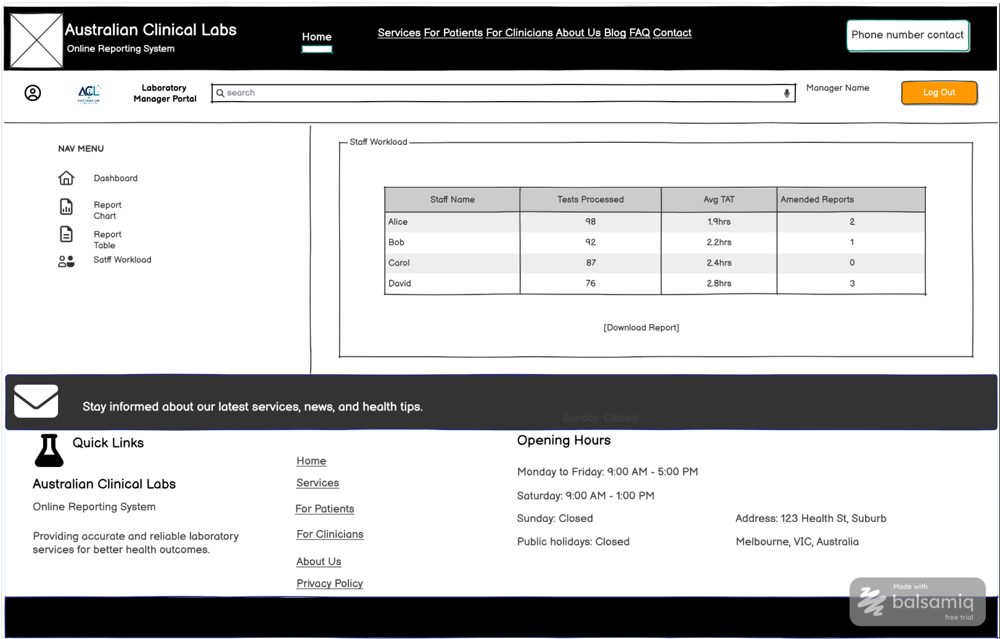 Australian Clinical Labs
Online Reporting System
Home
Services For Patients For Clinicians About Us Blog FAQ Contact
Phone number contact
ACL
AUSTRALIAN
CLINICAL LABS
Laboratory
Manager Portal
search
Manager Name
Log Out
NAV MENU
Dashboard
Report
Chart
Report
Table
Satff Workload
Staff Workload
Staff Name Tests Processed Avg TAT Amended Reports
Alice 98 1.9hrs 2
Bob 92 2.2hrs 1
Carol 87 2.4hrs 0
David 76 2.8hrs 3
[Download Report]
Stay informed about our latest services, news, and health tips.
Sunday: Closed
Quick Links
Australian Clinical Labs
Online Reporting System
Providing accurate and reliable laboratory
services for better health outcomes.
Home
Services
For Patients
For Clinicians
About Us
Privacy Policy
Opening Hours
Monday to Friday: 9:00 AM - 5:00 PM
Saturday: 9:00 AM - 1:00 PM
Sunday: Closed
Public holidays: Closed
Address: 123 Health St, Suburb
Melbourne, VIC, Australia
Made with
balsamiq
free trial